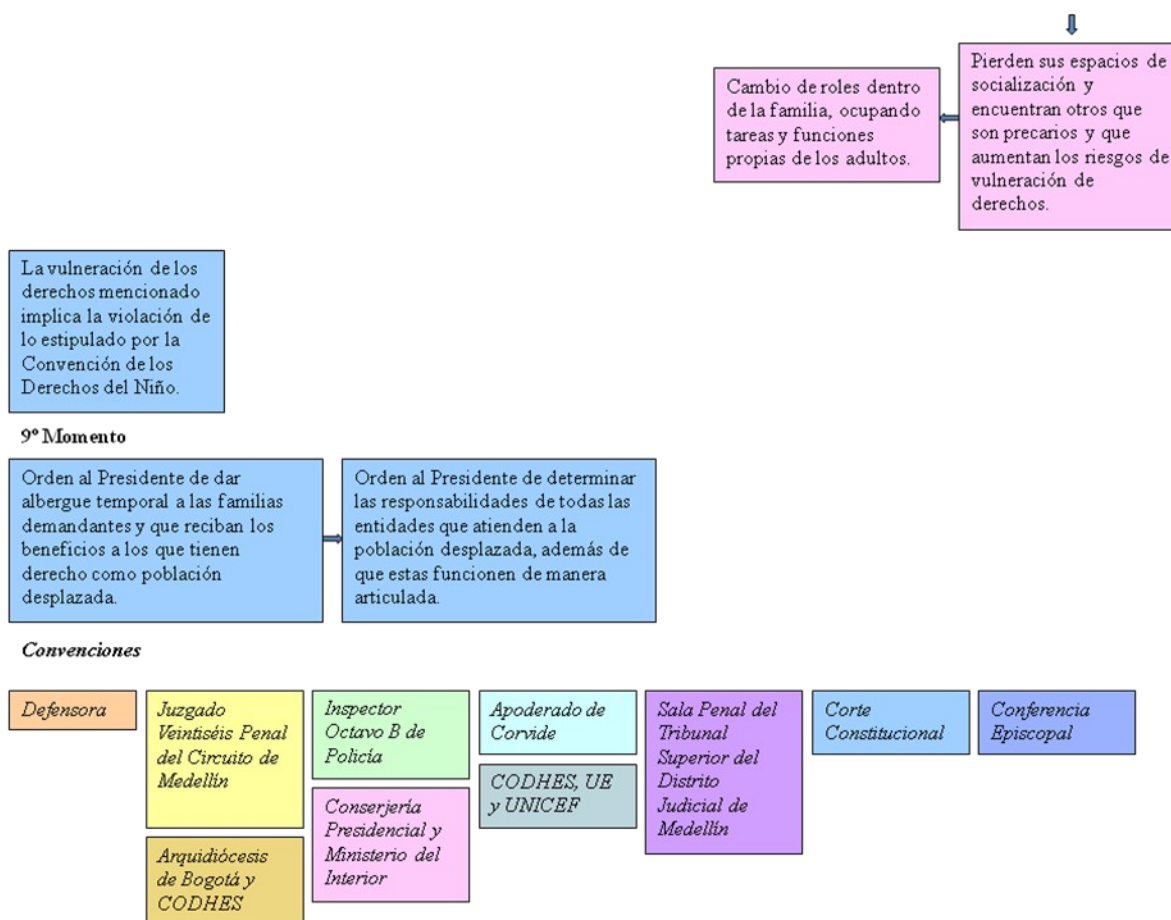 Pierden sus espacios de
socialización y
encuentran otros que
son precarios y que
aumentan los riesgos de
vulneración de
derechos.
Cambio de roles dentro
de la familia, ocupando
tareas y funciones
propias de los adultos.
La vulneración de los
derechos mencionado
implica la violación de
lo estipulado por la
Convención de los
Derechos del Niño.
9º Momento
Orden al Presidente de dar
albergue temporal a las familias
demandantes y que reciban los
beneficios a los que tienen
derecho como población
desplazada.
Orden al Presidente de determinar
las responsabilidades de todas las
entidades que atienden a la
población desplazada, además de
que estas funcionen de manera
articulada.
Convenciones
Defensora
Juzgado
Veintiséis Penal
del Circuito de
Medellín
Arquidiócesis
de Bogotá y
CODHES
Inspector
Octavo B de
Policía
Conserjería
Presidencial y
Ministerio del
Interior
Apoderado de
Corvide
CODHES, UE
y UNICEF
Sala Penal del
Tribunal
Superior del
Distrito
Judicial de
Medellín
Corte
Constitucional
Conferencia
Episcopal